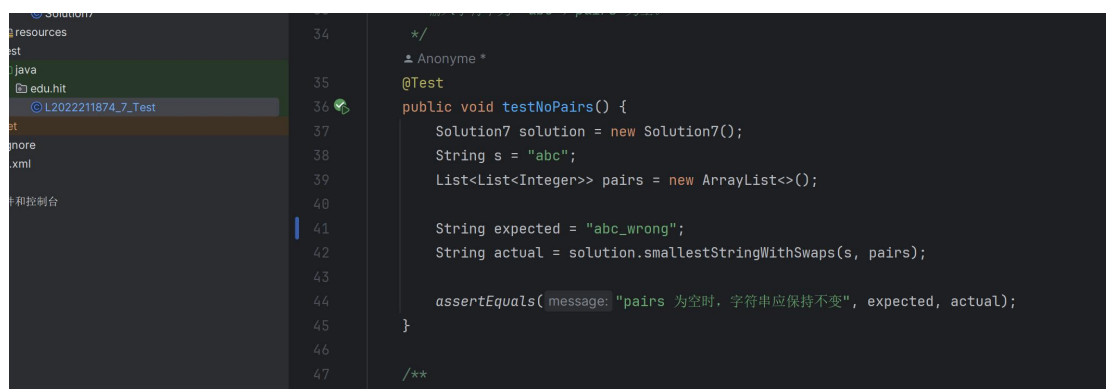 Solution7
resources
est
java
edu.hit
L2022211874_7_Test
et
gnore
.xml
件和控制台
34 */
Anonyme *
35 @Test
36 public void testNoPairs() {
37 Solution7 solution = new Solution7();
38 String s = "abc";
39 List<List<Integer>> pairs = new ArrayList<>();
40
41 String expected = "abc_wrong";
42 String actual = solution.smallestStringWithSwaps(s, pairs);
43
44 assertEquals( message: "pairs 为空时，字符串应保持不变", expected, actual);
45 }
46
47 /**